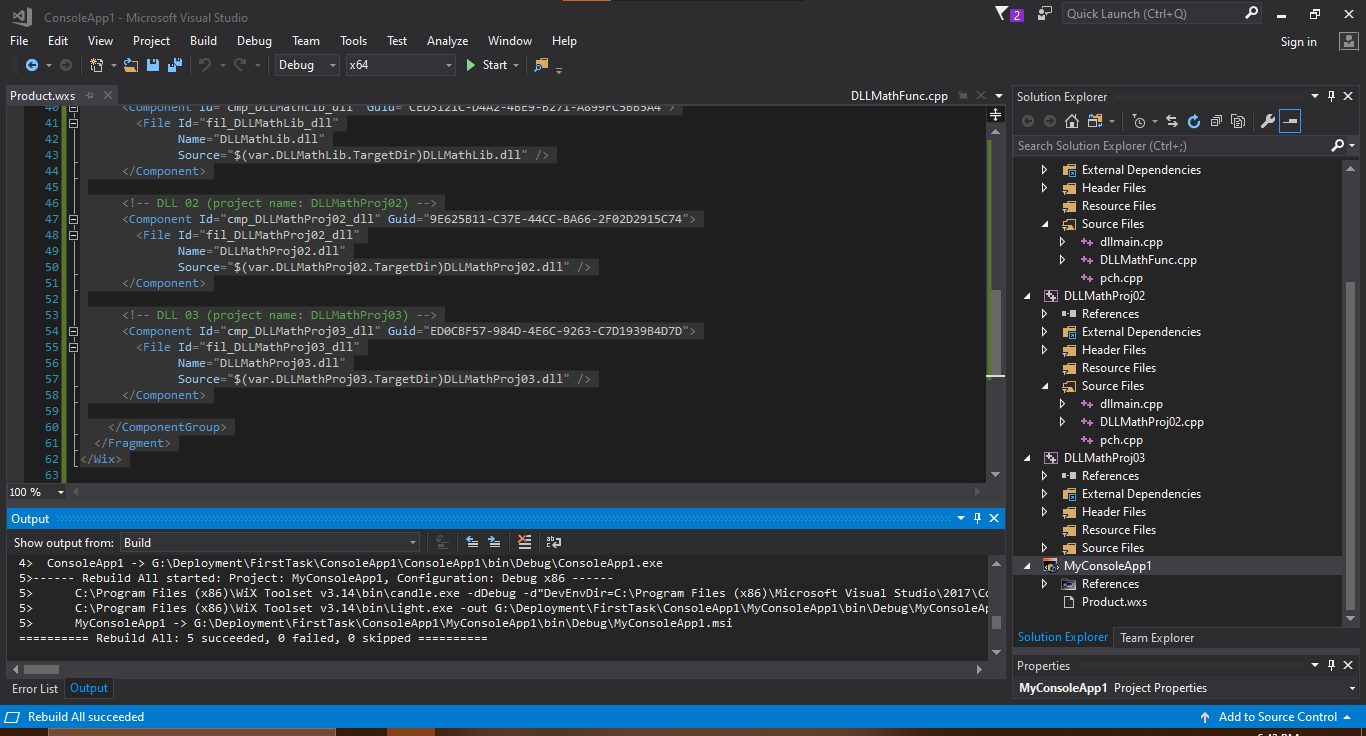 ConsoleApp1 - Microsoft Visual Studio
2
Quick Launch (Ctrl+Q)
File Edit View Project Build Debug Team Tools Test Analyze Window Help
Sign in
Debug x64 Start
Product.wxs
DLLMathFunc.cpp
40 <Component Id="cmp_DLLMathLib_dll" Guid="CED3121C-D4A2-4BE9-B271-A899FC5BB5A4">
41 <File Id="fil_DLLMathLib_dll"
42 Name="DLLMathLib.dll"
43 Source="$(var.DLLMathLib.TargetDir)DLLMathLib.dll" />
44 </Component>
45
46 <!-- DLL 02 (project name: DLLMathProj02) -->
47 <Component Id="cmp_DLLMathProj02_dll" Guid="9E625B11-C37E-44CC-BA66-2F02D2915C74">
48 <File Id="fil_DLLMathProj02_dll"
49 Name="DLLMathProj02.dll"
50 Source="$(var.DLLMathProj02.TargetDir)DLLMathProj02.dll" />
51 </Component>
52
53 <!-- DLL 03 (project name: DLLMathProj03) -->
54 <Component Id="cmp_DLLMathProj03_dll" Guid="ED0CBF57-984D-4E6C-9263-C7D1939B4D7D">
55 <File Id="fil_DLLMathProj03_dll"
56 Name="DLLMathProj03.dll"
57 Source="$(var.DLLMathProj03.TargetDir)DLLMathProj03.dll" />
58 </Component>
59
60 </ComponentGroup>
61 </Fragment>
62 </Wix>
63
100 %
Output
Show output from: Build
4> ConsoleApp1 -> G:\Deployment\FirstTask\ConsoleApp1\ConsoleApp1\bin\Debug\ConsoleApp1.exe
5>------ Rebuild All started: Project: MyConsoleApp1, Configuration: Debug x86 ------
5> C:\Program Files (x86)\WiX Toolset v3.14\bin\candle.exe -dDebug -d"DevEnvDir=C:\Program Files (x86)\Microsoft Visual Studio\2017\Co
5> C:\Program Files (x86)\WiX Toolset v3.14\bin\Light.exe -out G:\Deployment\FirstTask\ConsoleApp1\MyConsoleApp1\bin\Debug\MyConsoleAp
5> MyConsoleApp1 -> G:\Deployment\FirstTask\ConsoleApp1\MyConsoleApp1\bin\Debug\MyConsoleApp1.msi
========== Rebuild All: 5 succeeded, 0 failed, 0 skipped ==========
Error List Output
Solution Explorer
Search Solution Explorer (Ctrl+;)
External Dependencies
Header Files
Resource Files
Source Files
dllmain.cpp
DLLMathFunc.cpp
pch.cpp
DLLMathProj02
References
External Dependencies
Header Files
Resource Files
Source Files
dllmain.cpp
DLLMathProj02.cpp
pch.cpp
DLLMathProj03
References
External Dependencies
Header Files
Resource Files
Source Files
MyConsoleApp1
References
Product.wxs
Solution Explorer Team Explorer
Properties
MyConsoleApp1 Project Properties
Rebuild All succeeded
Add to Source Control